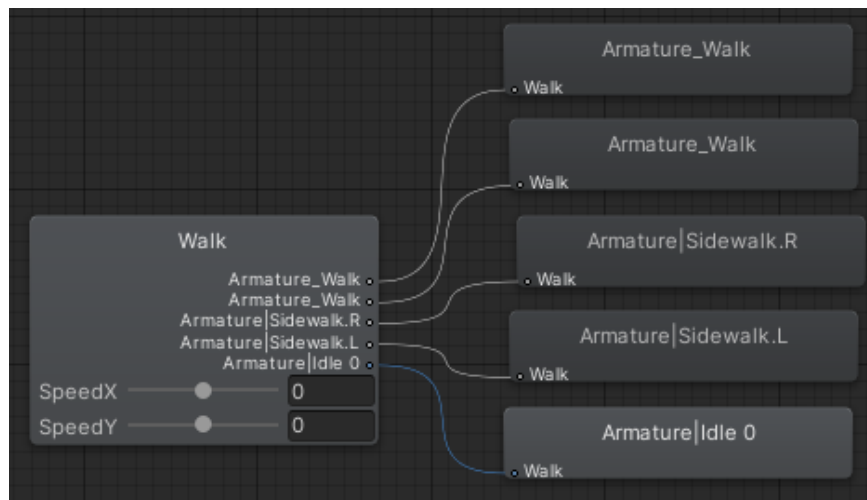 Walk
Armature_Walk
Armature_Walk
Armature|Sidewalk.R
Armature|Sidewalk.L
Armature|Idle 0
SpeedX 0
SpeedY 0
Armature_Walk
Walk
Armature_Walk
Walk
Armature|Sidewalk.R
Walk
Armature|Sidewalk.L
Walk
Armature|Idle 0
Walk